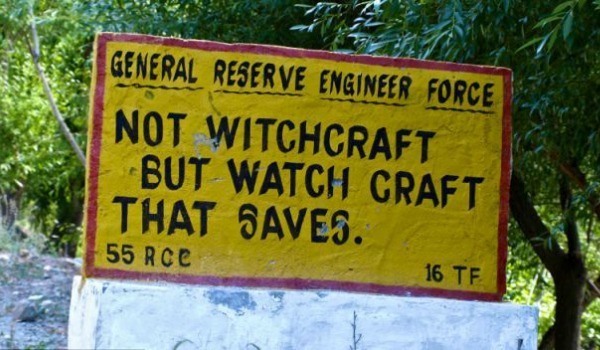 GENERAL RESERVE ENGINEER FORCE
NOT WITCHCRAFT
BUT WATCH CRAFT
THAT SAVES.
55 RCC 16 TF